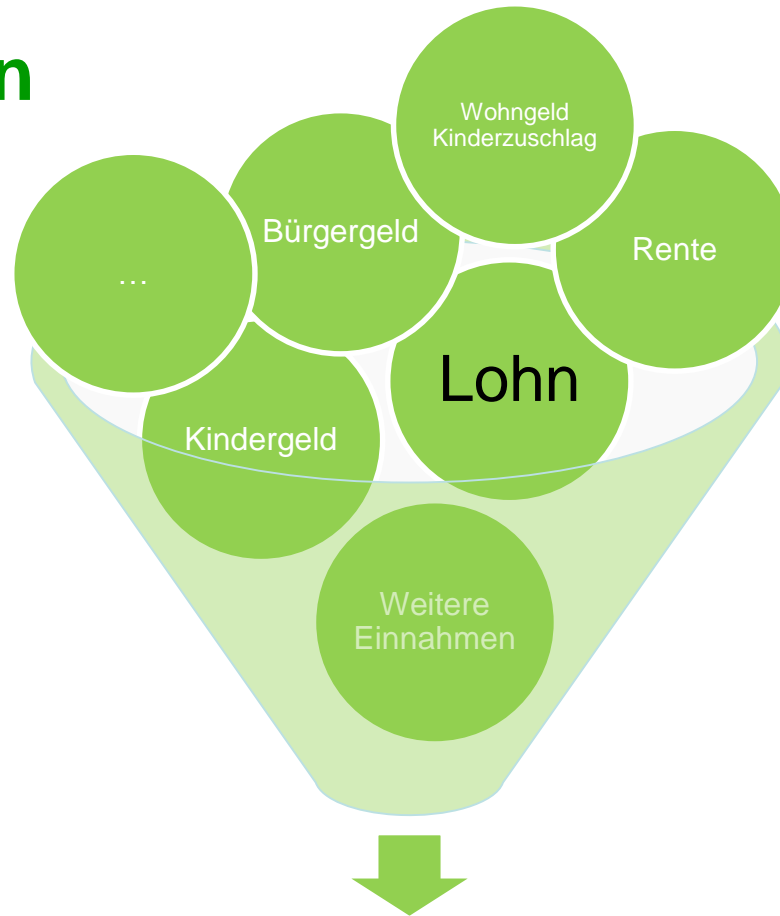 n
Wohngeld
Kinderzuschlag
Bürgergeld
Rente
…
Lohn
Kindergeld
Weitere
Einnahmen